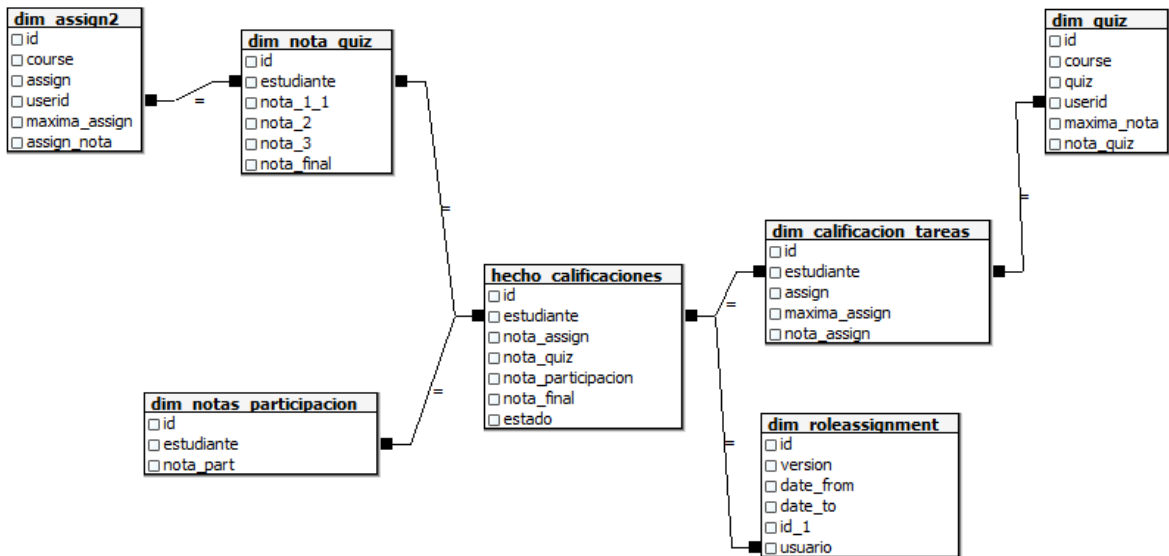 dim_assign2
id
course
assign
userid
maxima_assign
assign_nota
=
dim_nota_quiz
id
estudiante
nota_1_1
nota_2
nota_3
nota_final
=
dim_quiz
id
course
quiz
userid
maxima_nota
nota_quiz
=
dim_calificacion_tareas
id
estudiante
assign
maxima_assign
nota_assign
=
hecho_calificaciones
id
estudiante
nota_assign
nota_quiz
nota_participacion
nota_final
estado
=
dim_notas_participacion
id
estudiante
nota_part
=
dim_roleassignment
id
version
date_from
date_to
id_1
usuario